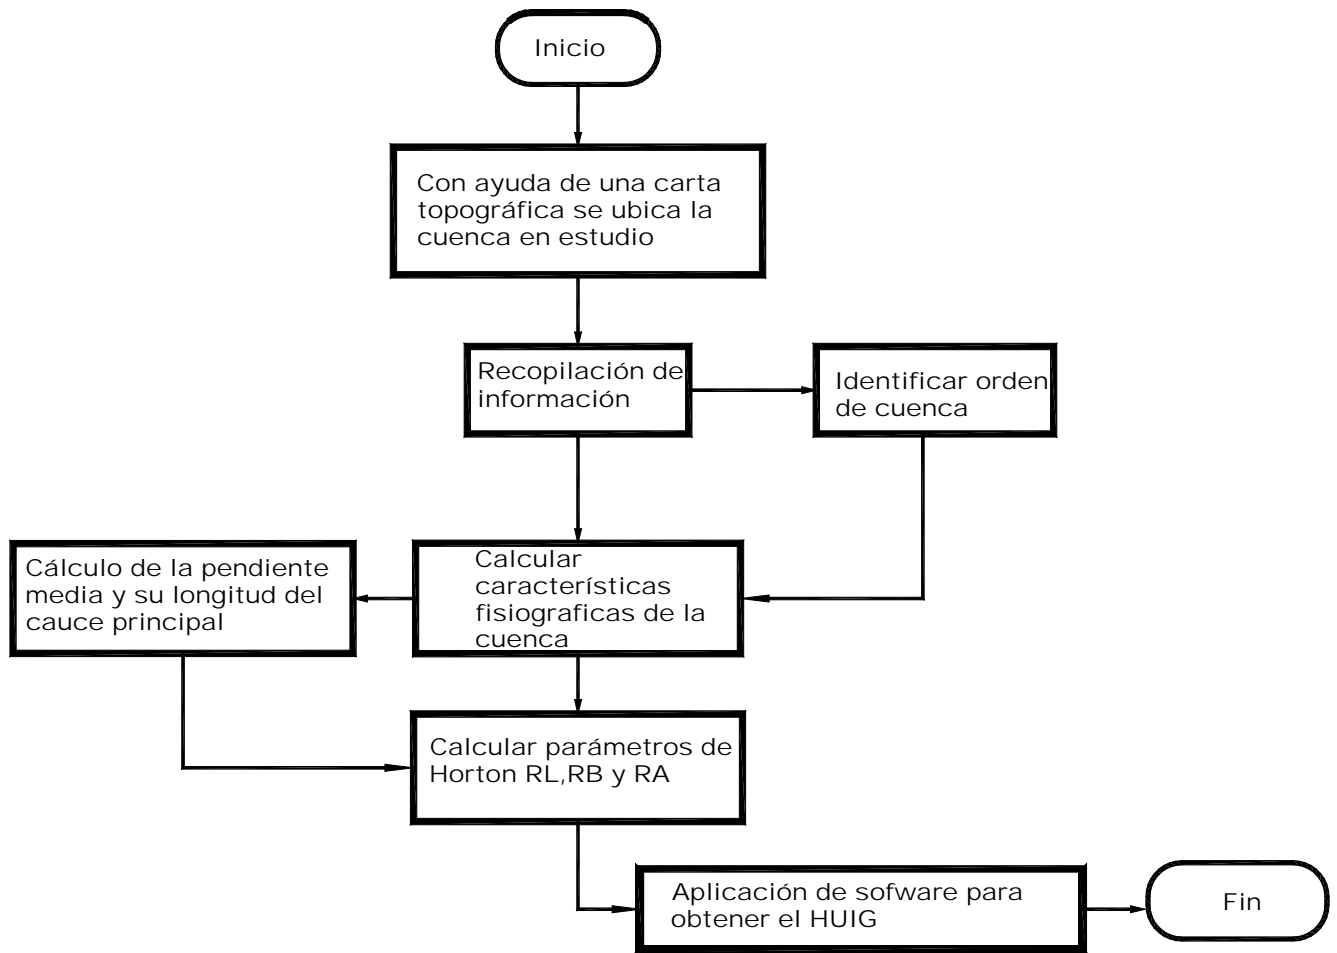 Inicio
Con ayuda de una carta
topográfica se ubica la
cuenca en estudio
Recopilación de
información
Identificar orden
de cuenca
Calcular
características
fisiograficas de la
cuenca
Cálculo de la pendiente
media y su longitud del
cauce principal
Calcular parámetros de
Horton RL,RB y RA
Aplicación de sofware para
obtener el HUIG
Fin